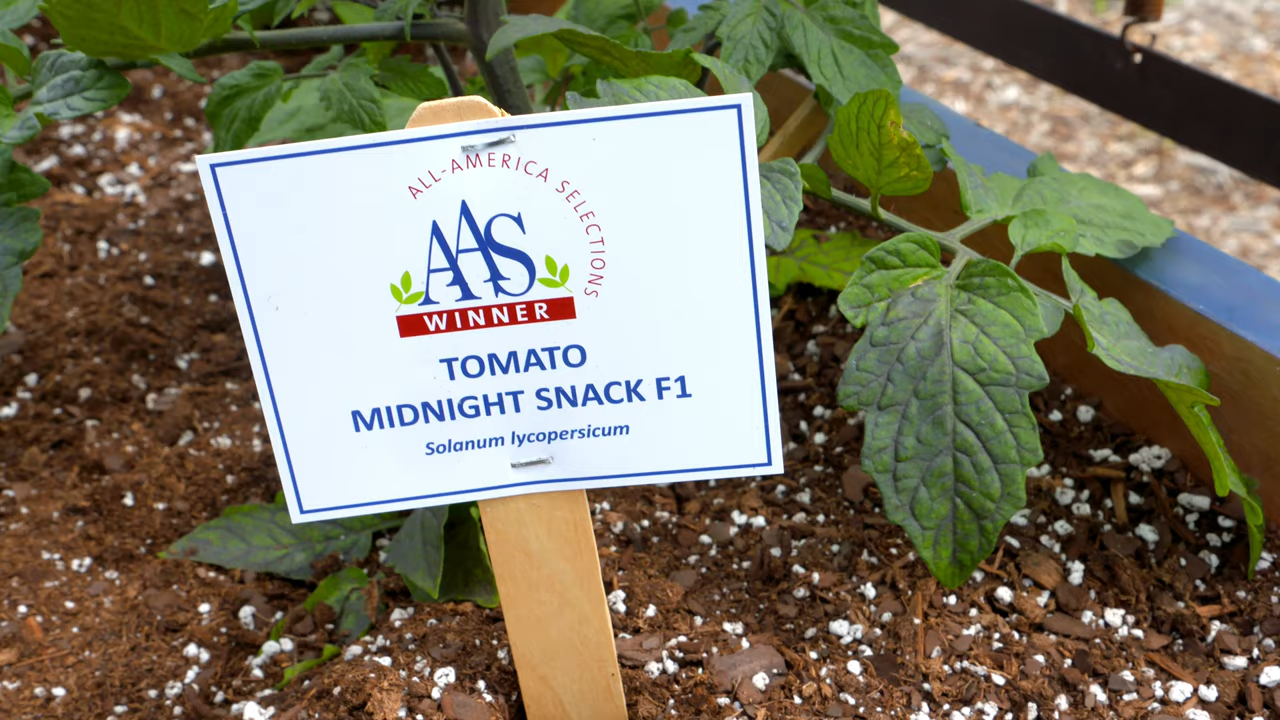 ALL-AMERICA SELECTIONS
AAS
WINNER
TOMATO
MIDNIGHT SNACK F1
Solanum lycopersicum